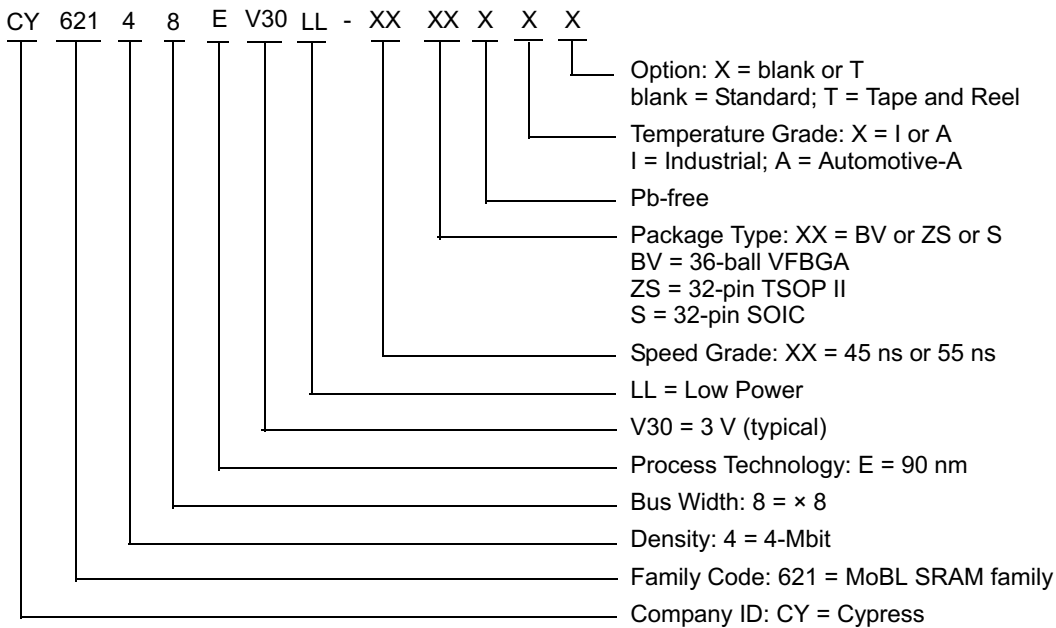 CY 621 4 8 E V30 LL - XX XX X X X
Option: X = blank or T
blank = Standard; T = Tape and Reel
Temperature Grade: X = I or A
I = Industrial; A = Automotive-A
Pb-free
Package Type: XX = BV or ZS or S
BV = 36-ball VFBGA
ZS = 32-pin TSOP II
S = 32-pin SOIC
Speed Grade: XX = 45 ns or 55 ns
LL = Low Power
V30 = 3 V (typical)
Process Technology: E = 90 nm
Bus Width: 8 = × 8
Density: 4 = 4-Mbit
Family Code: 621 = MoBL SRAM family
Company ID: CY = Cypress